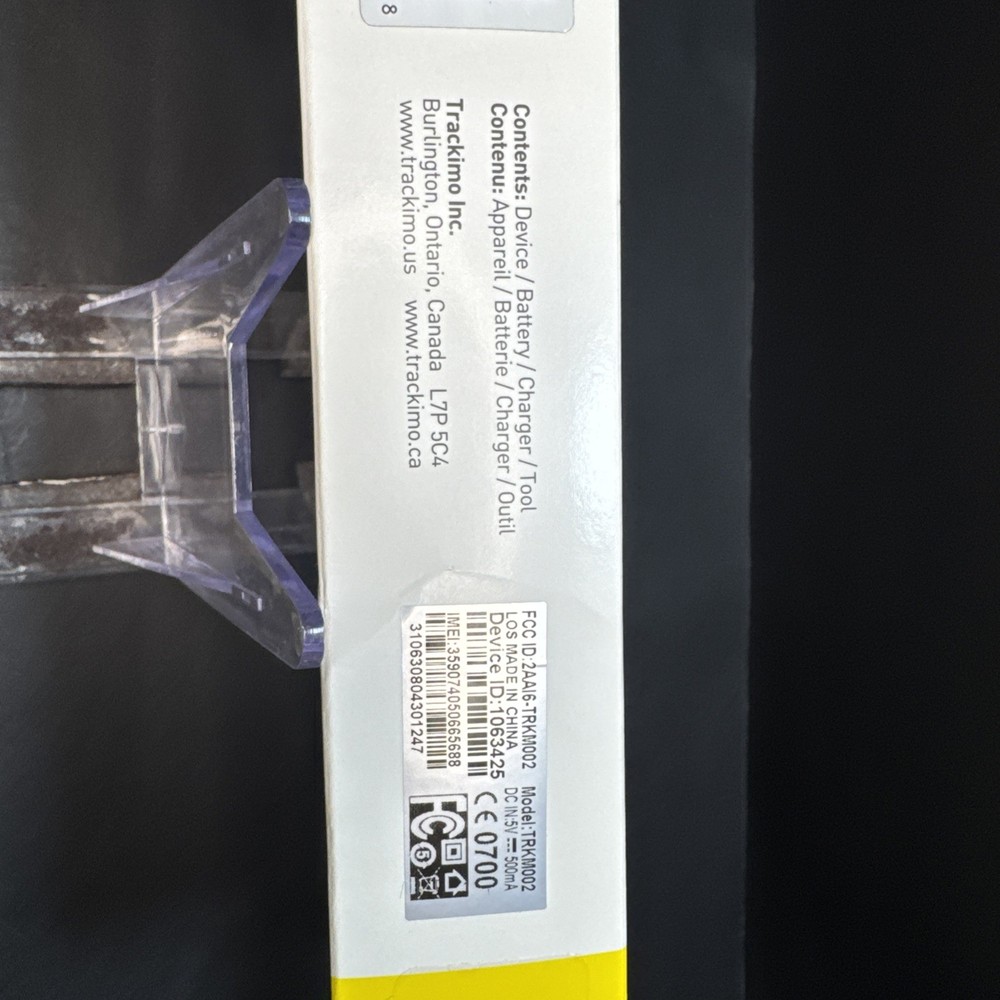 8
Contents: Device / Battery / Charger / Tool
Contenu: Appareil / Batterie / Charger / Outil
Trackimo Inc.
Burlington, Ontario, Canada L7P 5C4
www.trackimo.us www.trackimo.ca
FCC ID:2AAI6-TRKM002 Model:TRKM002
LOS MADE IN CHINA DC IN:5V 500mA
Device ID:1063425
CE 0700
IMEI:359074050665688
310630804301247
FC
5